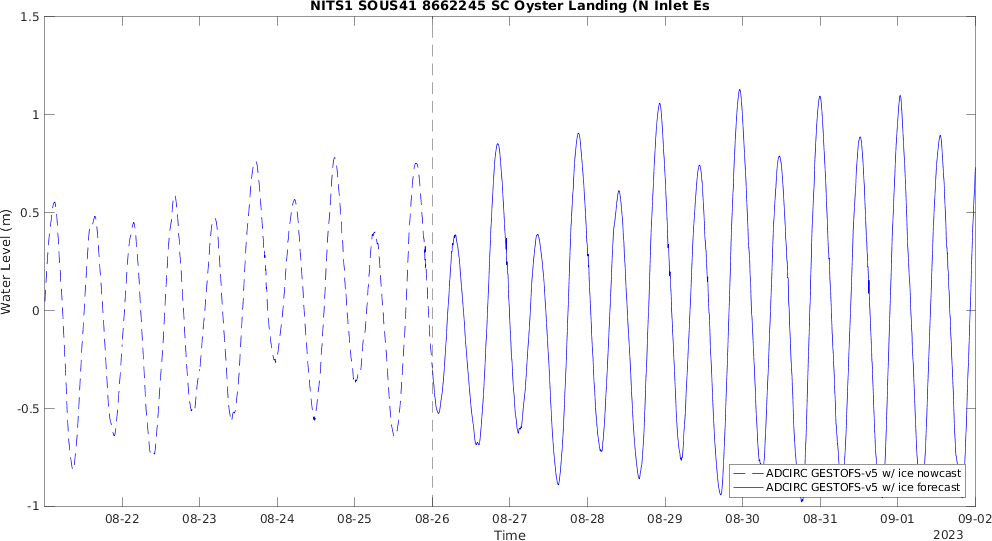 NITS1 SOUS41 8662245 SC Oyster Landing (N Inlet Es
1.5
1
0.5
0
-0.5
-1
Water Level (m)
08-22 08-23 08-24 08-25 08-26 08-27 08-28 08-29 08-30 08-31 09-01 09-02
Time
2023
ADCIRC GESTOFS-v5 w/ ice nowcast
ADCIRC GESTOFS-v5 w/ ice forecast